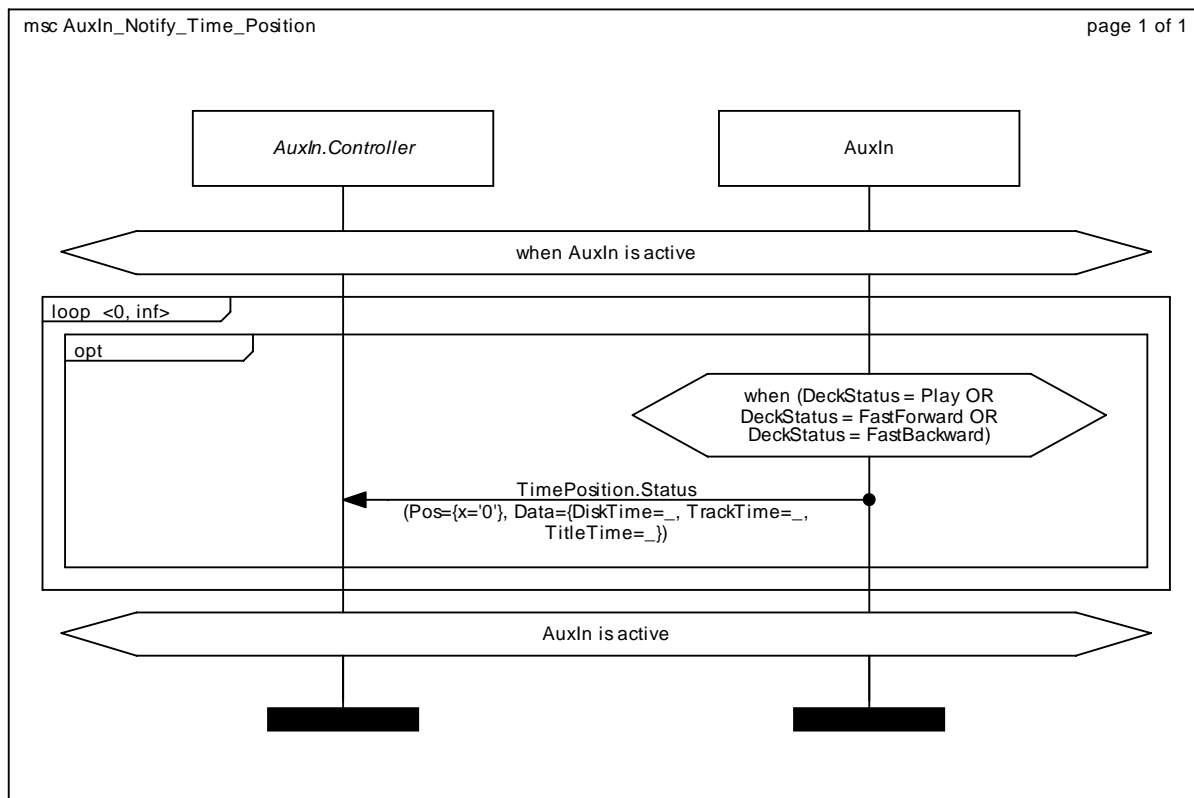 msc AuxIn_Notify_Time_Position
page 1 of 1
AuxIn.Controller
AuxIn
when AuxIn is active
loop <0, inf>
opt
when (DeckStatus = Play OR
DeckStatus = FastForward OR
DeckStatus = FastBackward)
TimePosition.Status
(Pos={x='0'}, Data={DiskTime=_, TrackTime=_,
TitleTime=_})
AuxIn is active